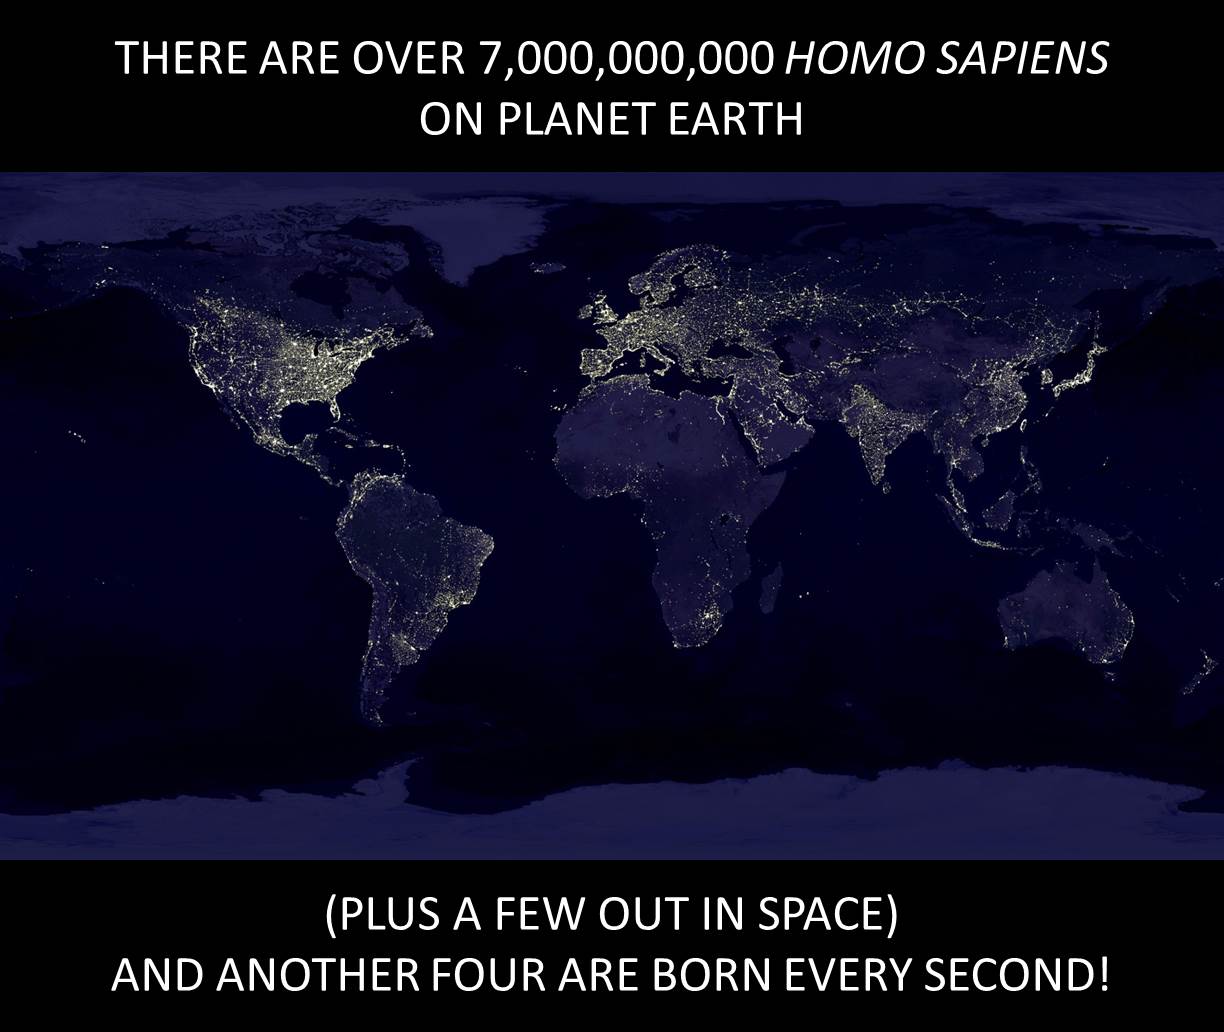 THERE ARE OVER 7,000,000,000 HOMO SAPIENS
ON PLANET EARTH
(PLUS A FEW OUT IN SPACE)
AND ANOTHER FOUR ARE BORN EVERY SECOND!